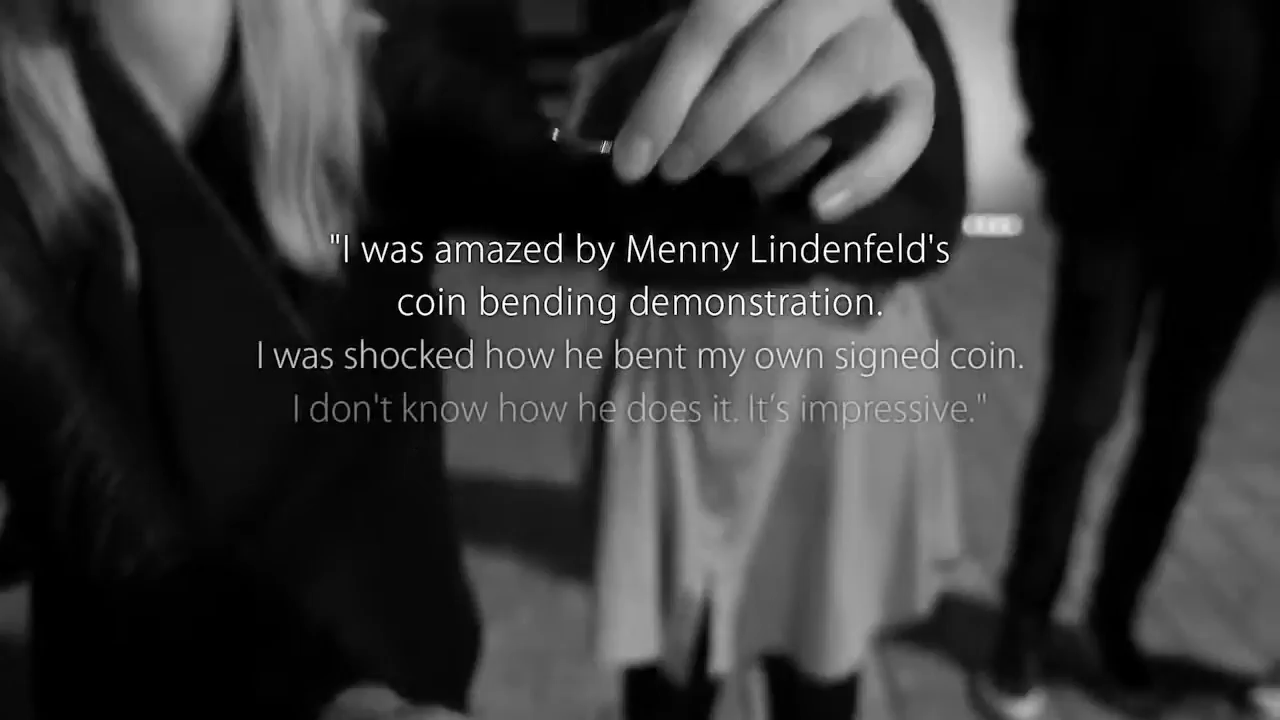 "I was amazed by Menny Lindenfeld's
coin bending demonstration.
I was shocked how he bent my own signed coin.
I don't know how he does it. It’s impressive."